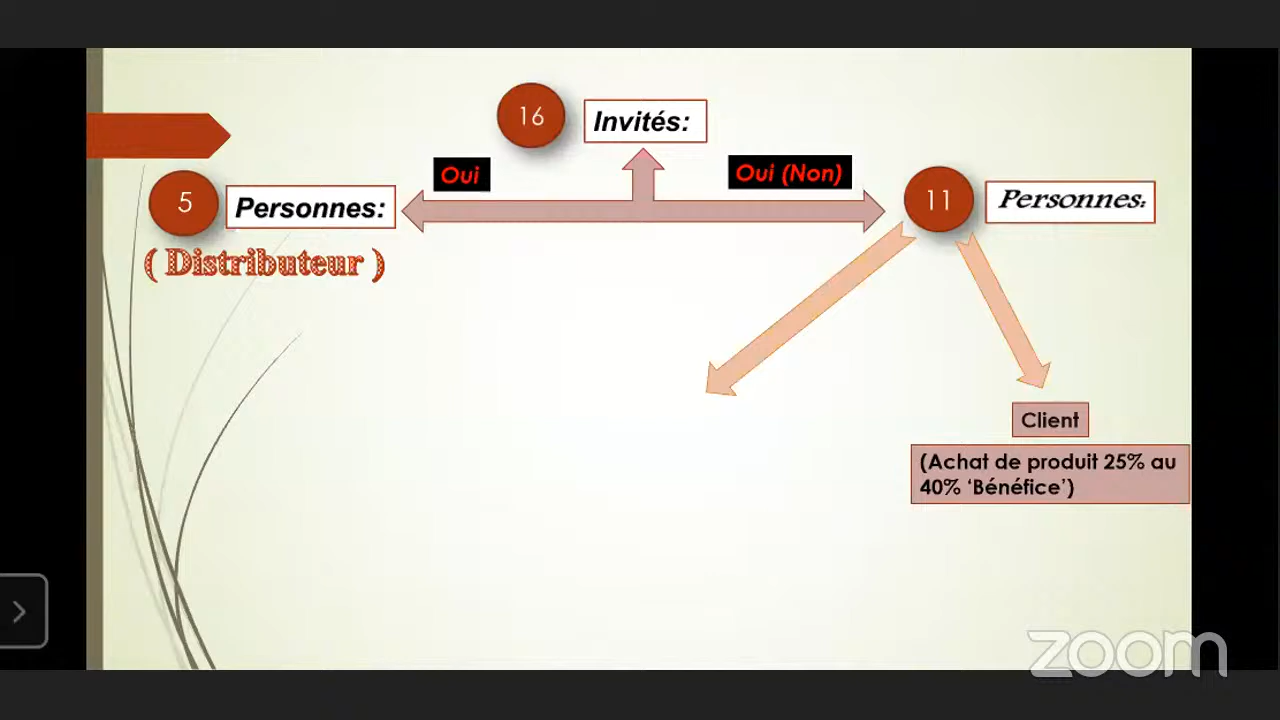 16
Invités:
Oui
Oui (Non)
5
Personnes:
11
Personnes:
( Distributeur )
Client
(Achat de produit 25% au
40% ‘Bénéfice’)
zoom